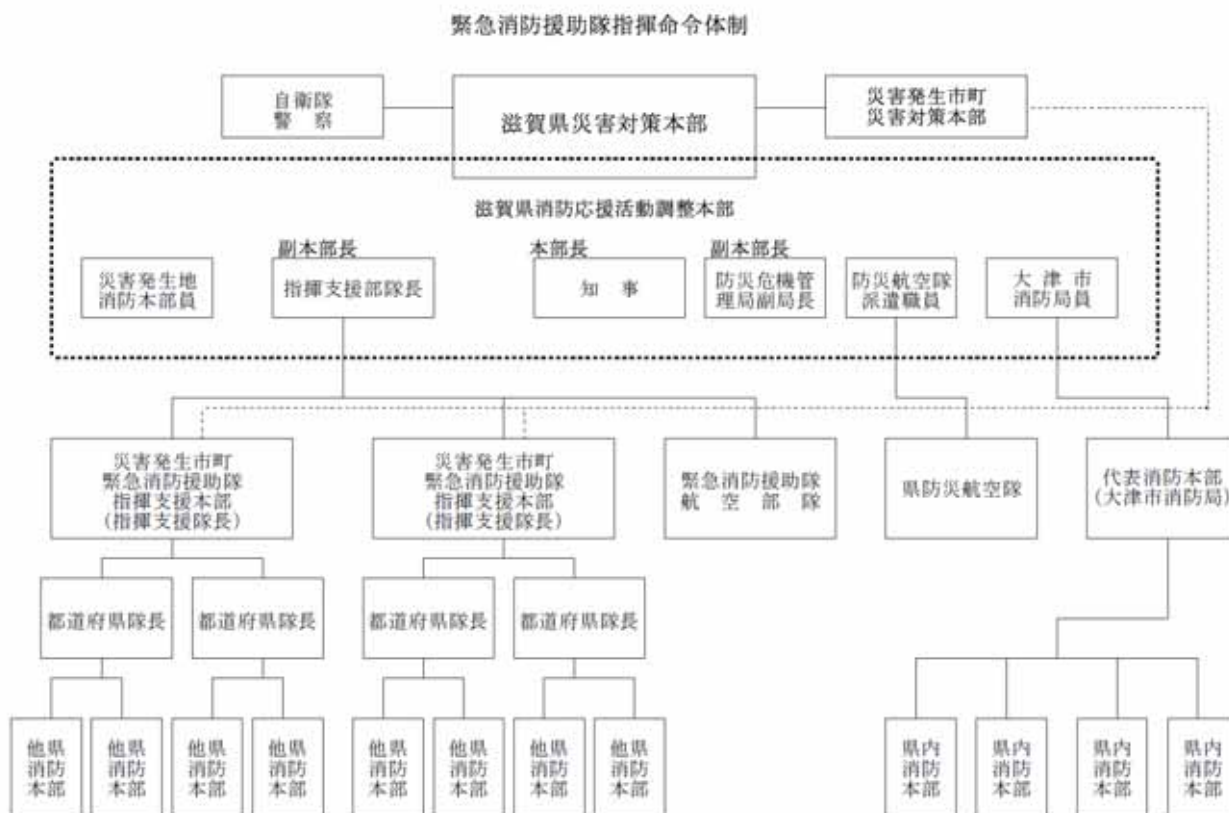 緊急消防援助隊指揮命令体制
自衛隊
警察
滋賀県災害対策本部
災害発生市町
災害対策本部
滋賀県消防応援活動調整本部
災害発生地
消防本部員
副本部長
指揮支援部隊長
本部長
知事
副本部長
防災危機管
理局副局長
防災航空隊
派遣職員
大津市
消防局員
災害発生市町
緊急消防援助隊
指揮支援本部
(指揮支援隊長)
災害発生市町
緊急消防援助隊
指揮支援本部
(指揮支援隊長)
緊急消防援助隊
航空部隊
県防災航空隊
代表消防本部
(大津市消防局)
都道府県隊長
都道府県隊長
都道府県隊長
都道府県隊長
他県
消防
本部
他県
消防
本部
他県
消防
本部
他県
消防
本部
他県
消防
本部
他県
消防
本部
他県
消防
本部
他県
消防
本部
県内
消防
本部
県内
消防
本部
県内
消防
本部
県内
消防
本部